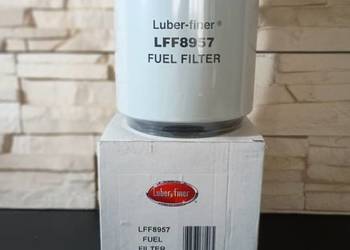 Luber-finer®
LFF8957
FUEL FILTER
Luber-finer
LFF8957
FUEL
FILTER